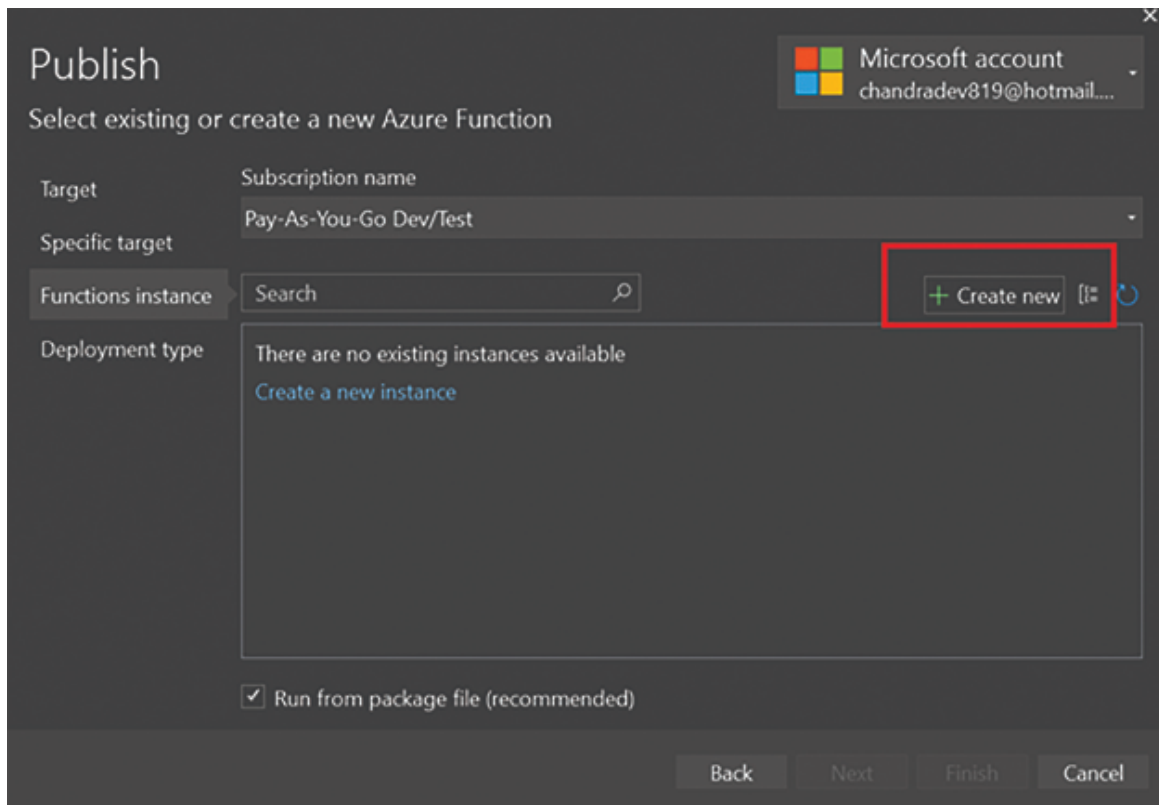 Publish
Microsoft account
chandradev819@hotmail....
Select existing or create a new Azure Function
Target
Specific target
Functions instance
Deployment type
Subscription name
Pay-As-You-Go Dev/Test
Search
+ Create new
There are no existing instances available
Create a new instance
Run from package file (recommended)
Back
Next
Finish
Cancel